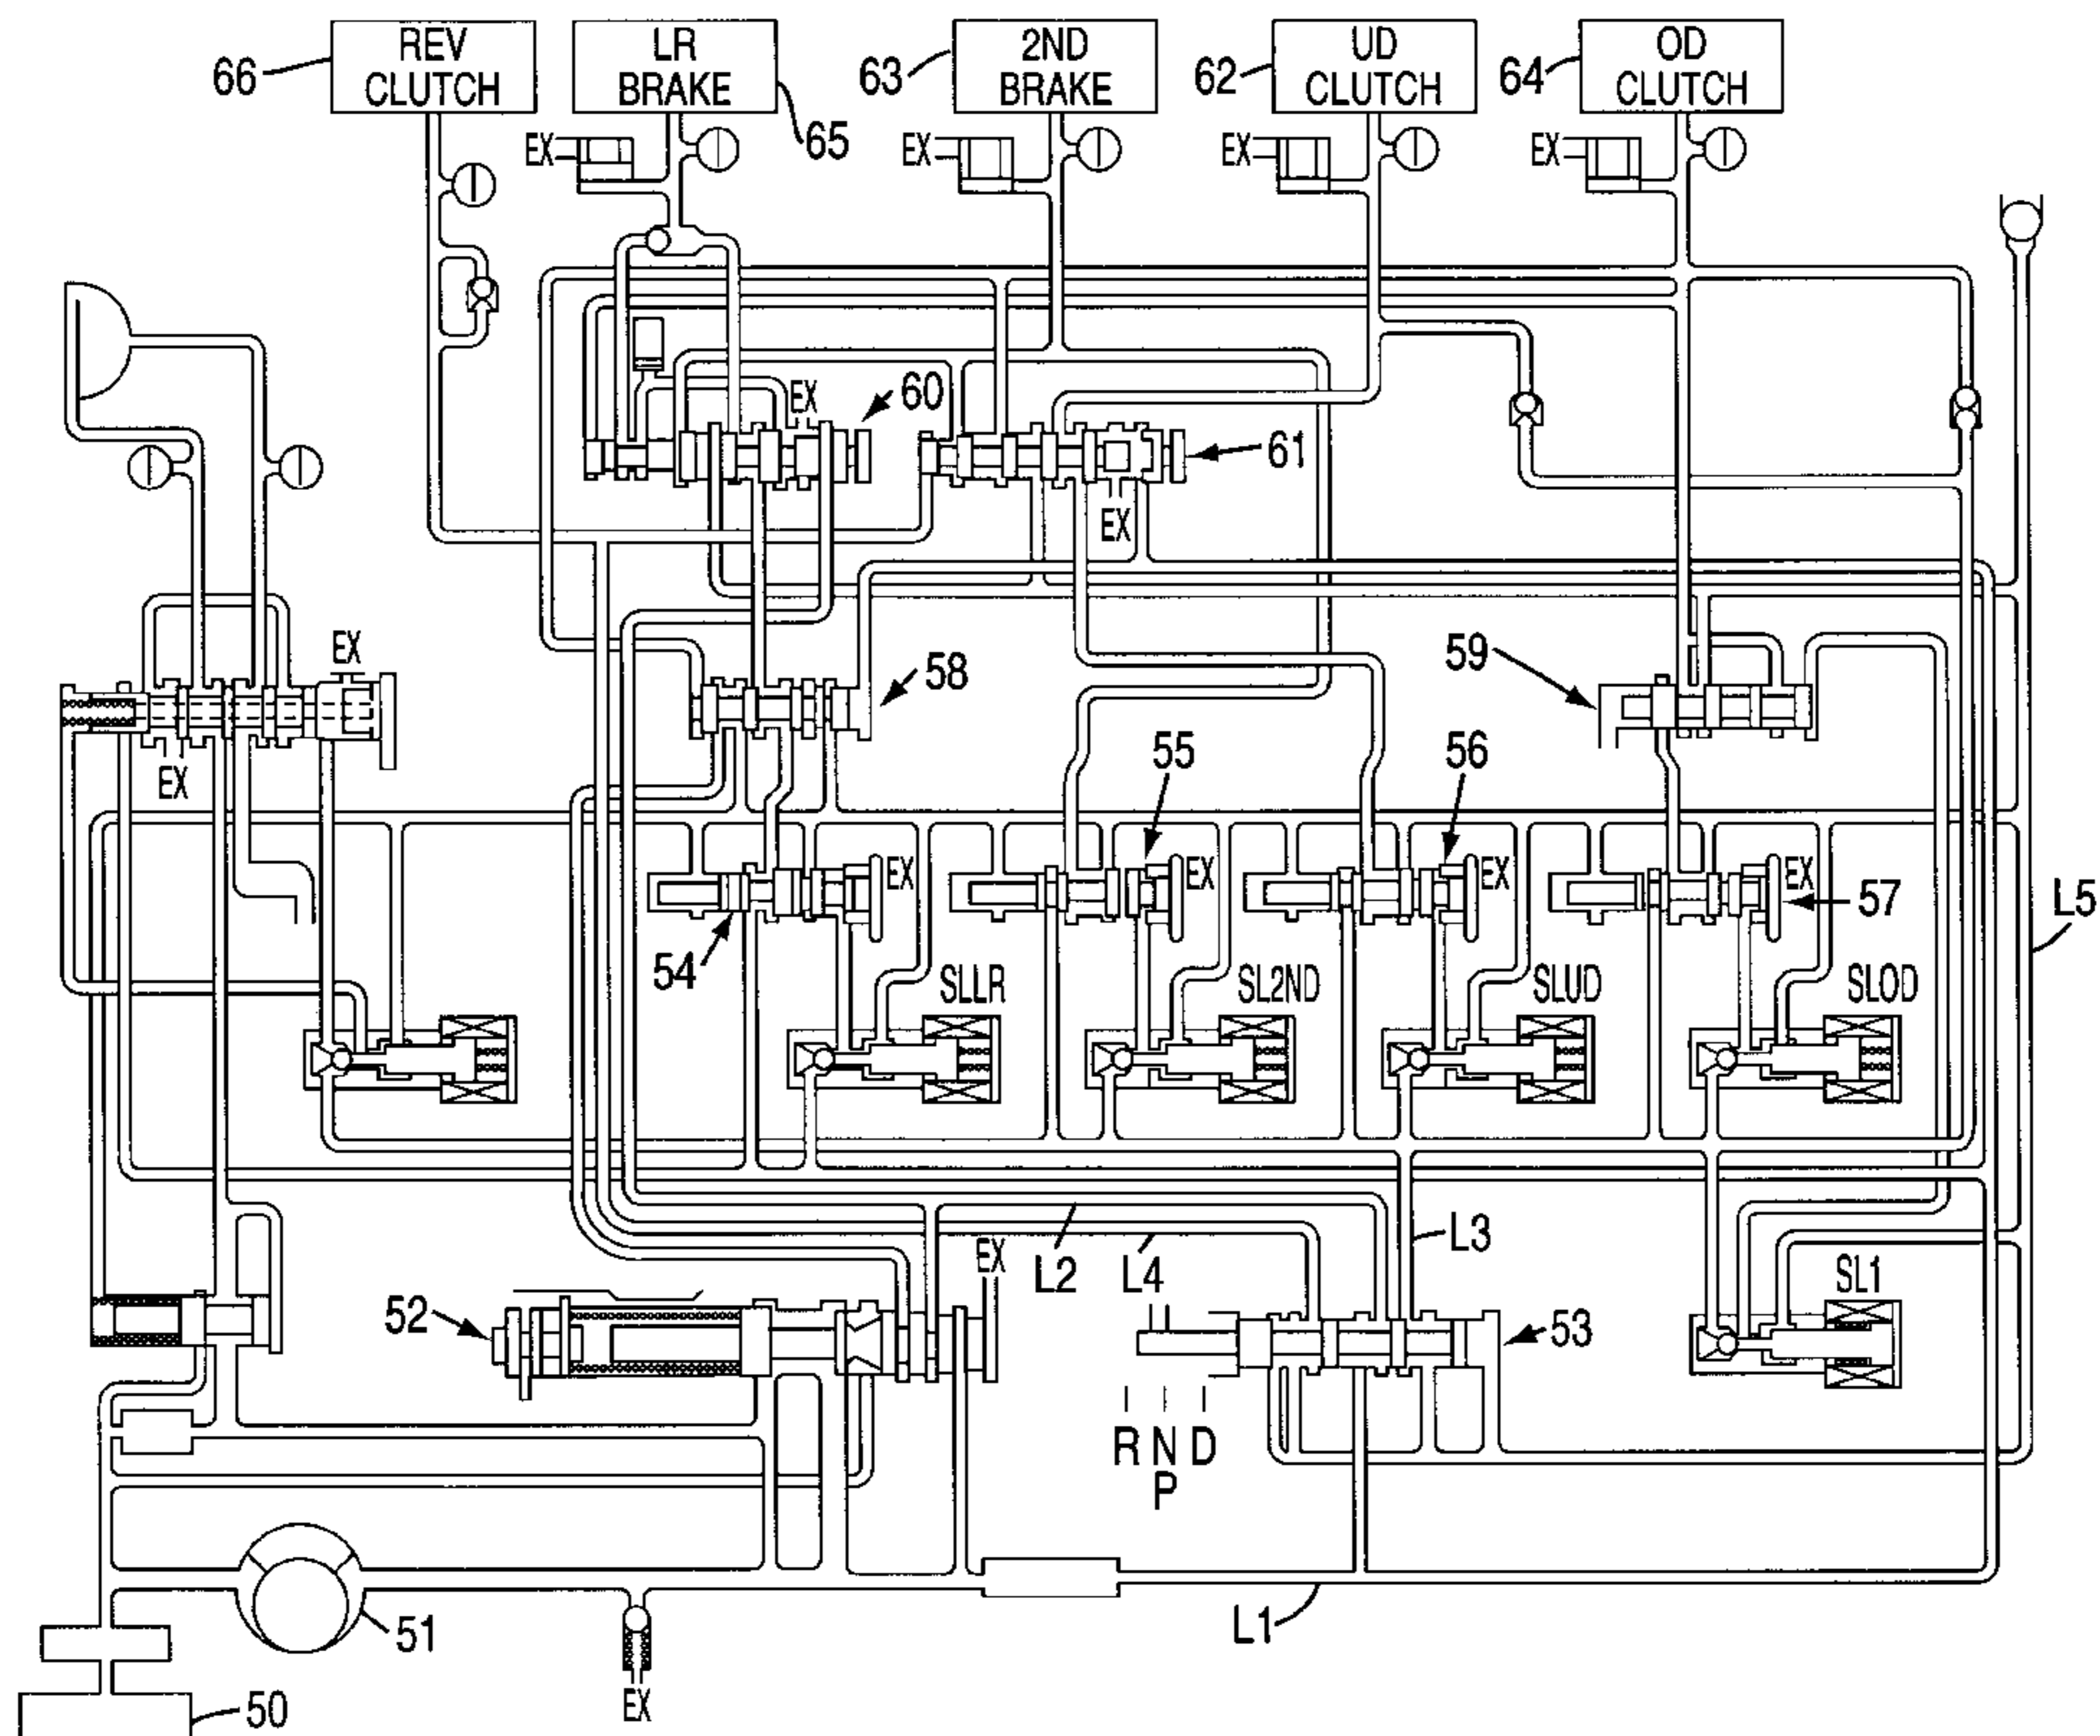 REV
CLUTCH
66
LR
BRAKE
65
2ND
BRAKE
63
UD
CLUTCH
62
OD
CLUTCH
64
EX
EX
EX
EX
EX
60
61
EX
EX
58
59
EX
55
56
EX
EX
EX
EX
57
L5
54
SLLR
SL2ND
SLUD
SLOD
L3
L2
L4
EX
SL1
52
53
R N D
P
51
L1
EX
50